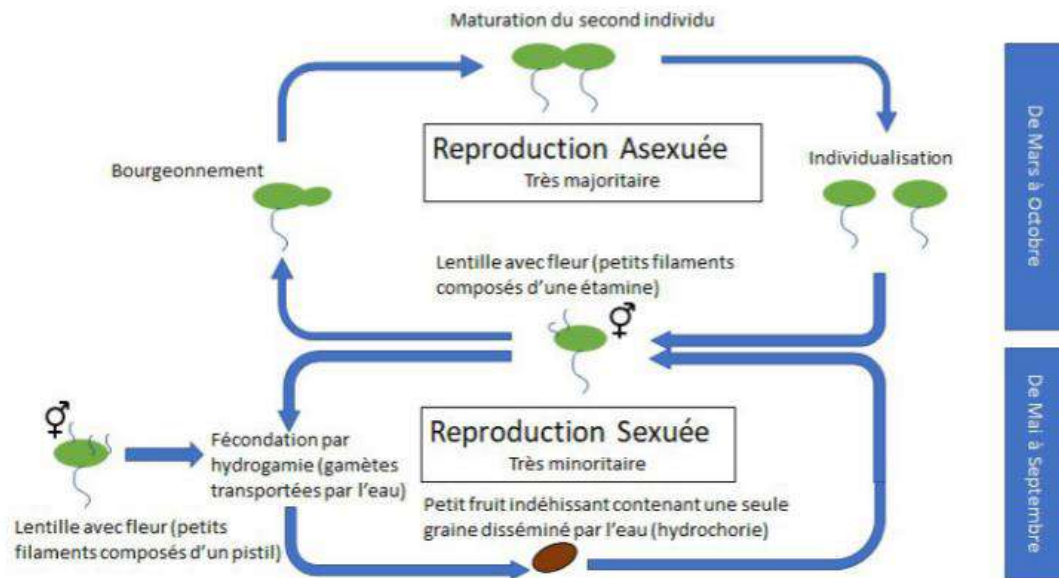 Maturation du second individu
Reproduction Asexuée
Très majoritaire
Bourgeonnement
Individualisation
De Mars à Octobre
Lentille avec fleur (petits filaments
composés d'une étamine)
Reproduction Sexuée
Très minoritaire
Fécondation par
hydrogamie (gamètes
transportées par l'eau)
Lentille avec fleur (petits
filaments composés d'un pistil)
Petit fruit indéhissant contenant une seule
graine disséminé par l'eau (hydrochorie)
De Mai à Septembre